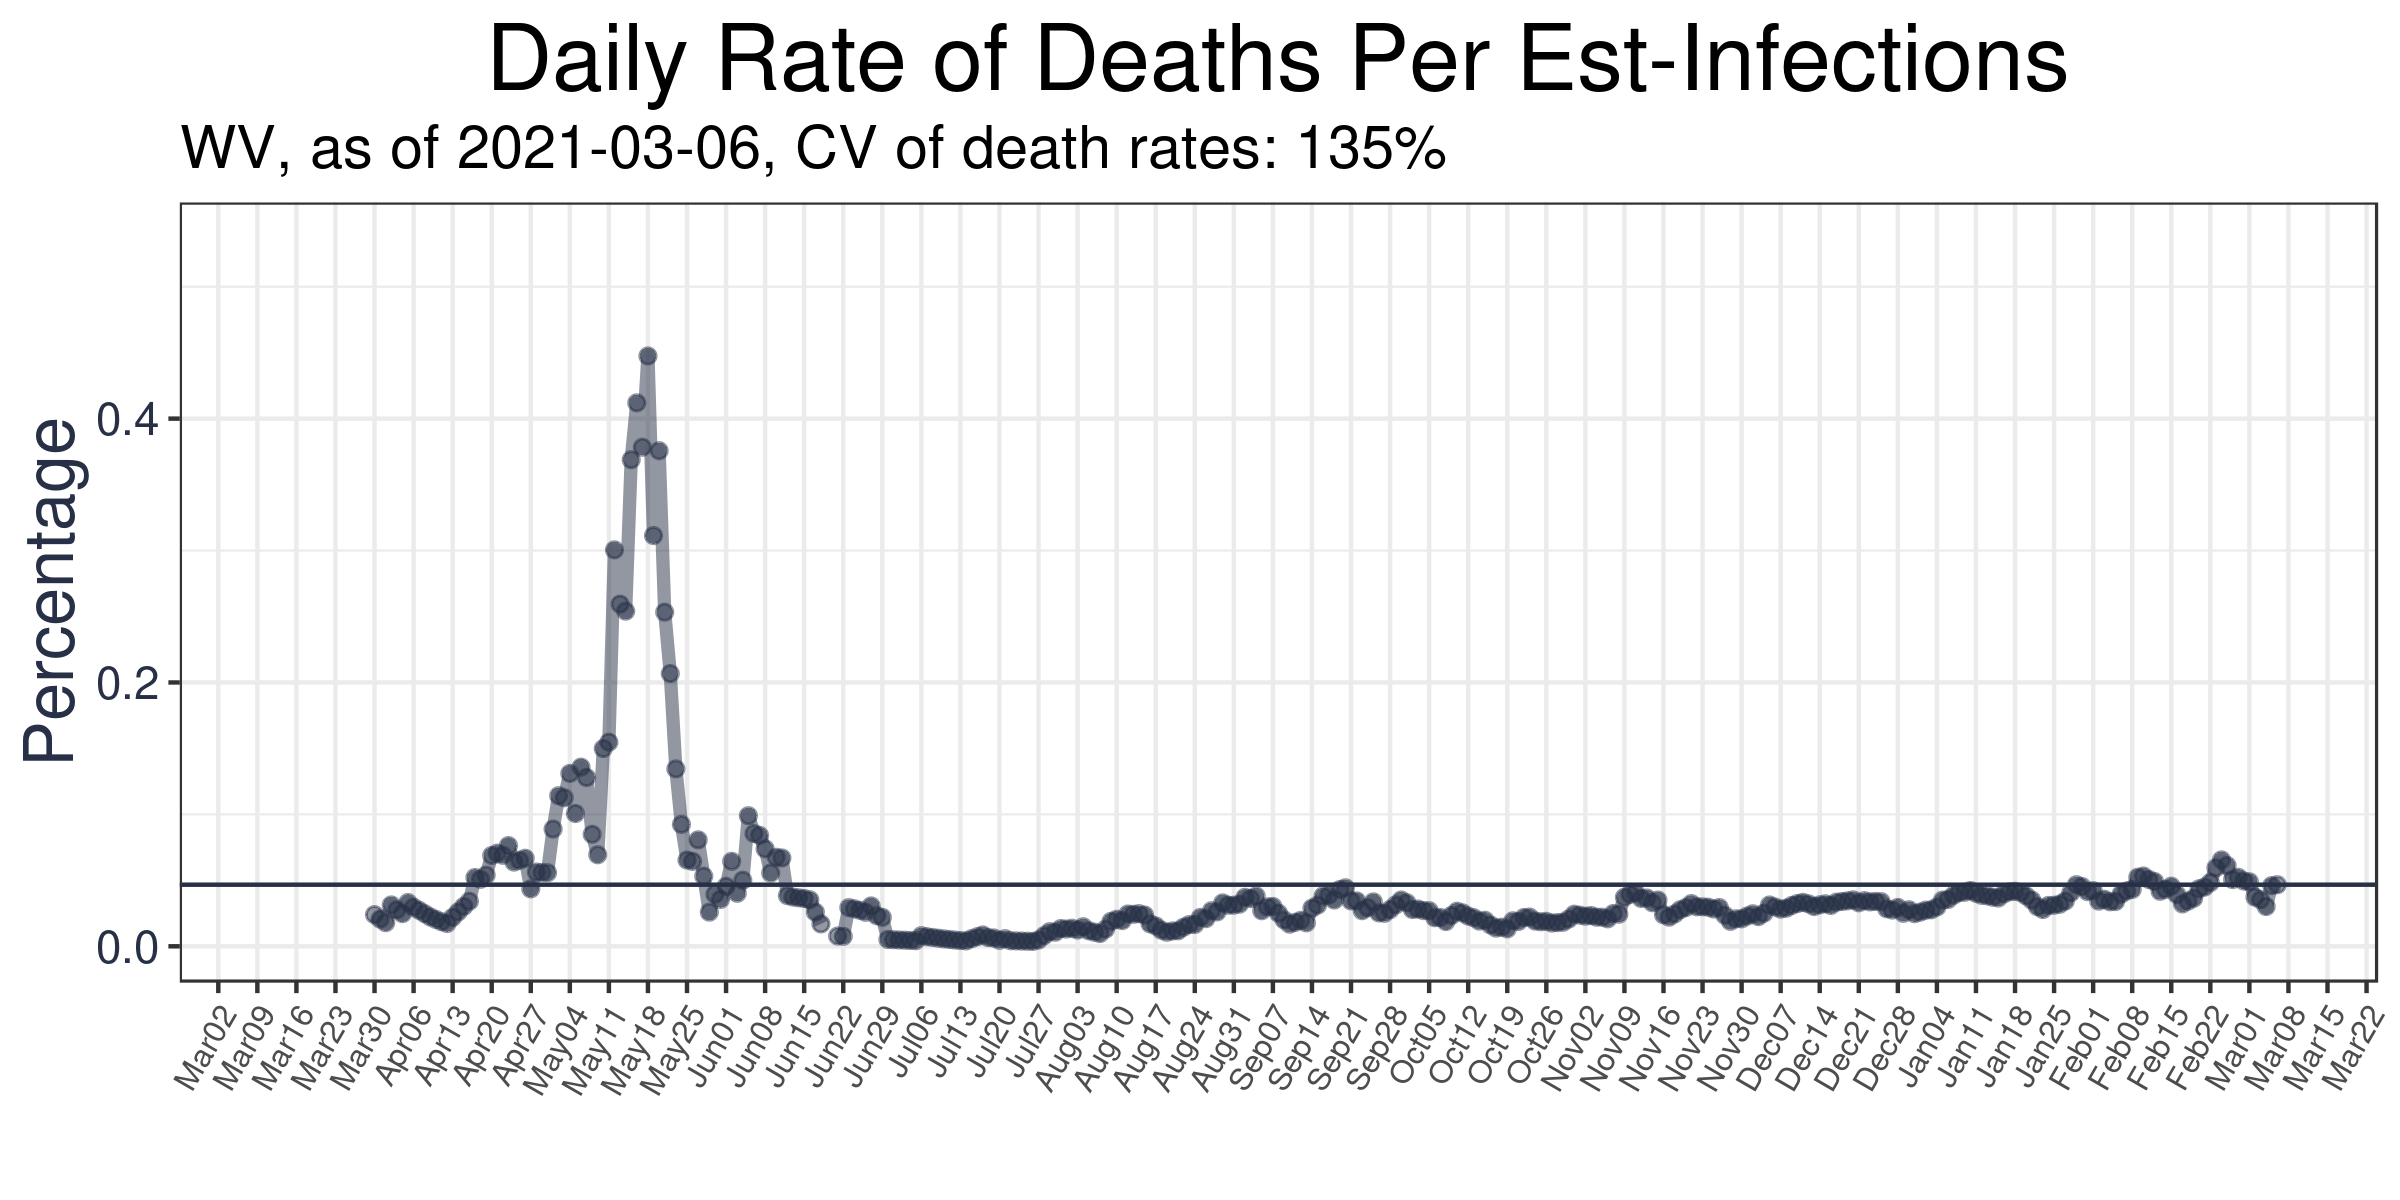 Daily Rate of Deaths Per Est-Infections
WV, as of 2021-03-06, CV of death rates: 135%
Percentage
0.4
0.2
0.0
Mar02
Mar09
Mar16
Mar23
Mar30
Apr06
Apr13
Apr20
Apr27
May04
May11
May18
May25
Jun01
Jun08
Jun15
Jun22
Jun29
Jul06
Jul13
Jul20
Jul27
Aug03
Aug10
Aug17
Aug24
Aug31
Sep07
Sep14
Sep21
Sep28
Oct05
Oct12
Oct19
Oct26
Nov02
Nov09
Nov16
Nov23
Nov30
Dec07
Dec14
Dec21
Dec28
Jan04
Jan11
Jan18
Jan25
Feb01
Feb08
Feb15
Feb22
Mar01
Mar08
Mar15
Mar22